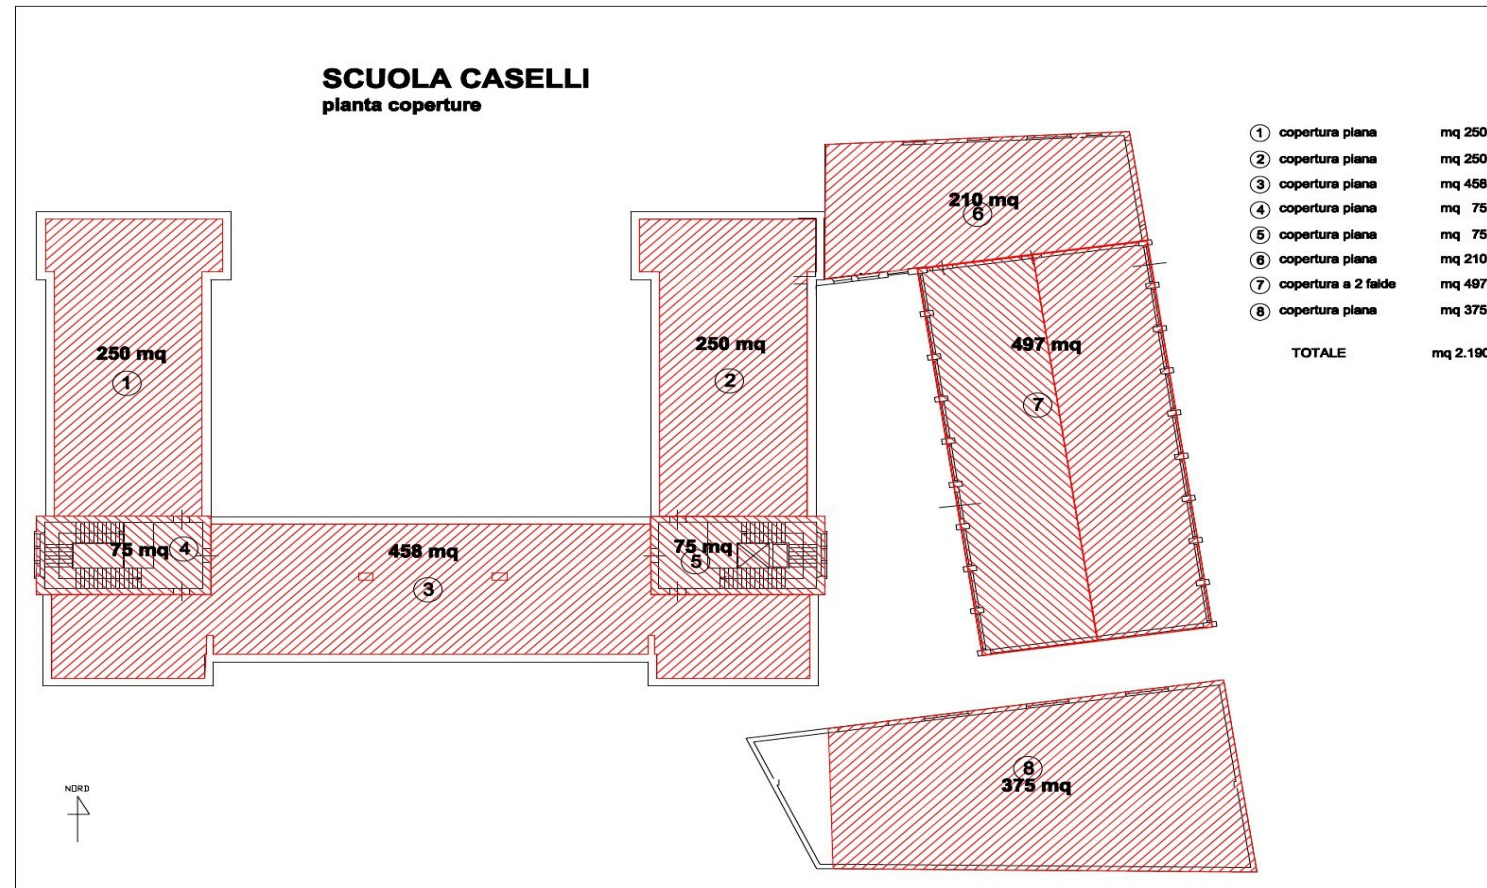 SCUOLA CASELLI
pianta coperture
1 copertura piana mq 250
2 copertura piana mq 250
3 copertura piana mq 458
4 copertura piana mq 75
5 copertura piana mq 75
6 copertura piana mq 210
7 copertura a 2 falde mq 497
8 copertura piana mq 375
TOTALE mq 2.190
210 mq
6
250 mq
1
250 mq
2
497 mq
7
75 mq 4
458 mq
3
75 mq
5
8
375 mq
NORD